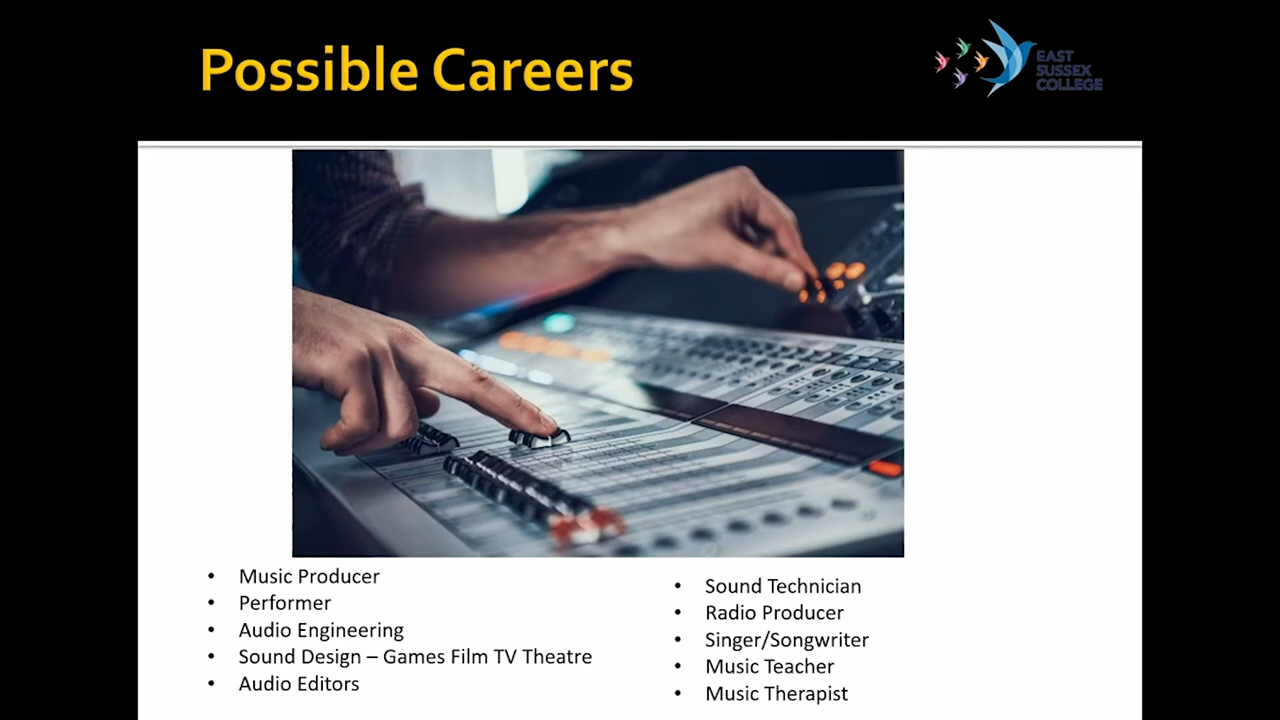 Possible Careers
EAST
SUSSEX
COLLEGE
• Music Producer
• Performer
• Audio Engineering
• Sound Design – Games Film TV Theatre
• Audio Editors
• Sound Technician
• Radio Producer
• Singer/Songwriter
• Music Teacher
• Music Therapist